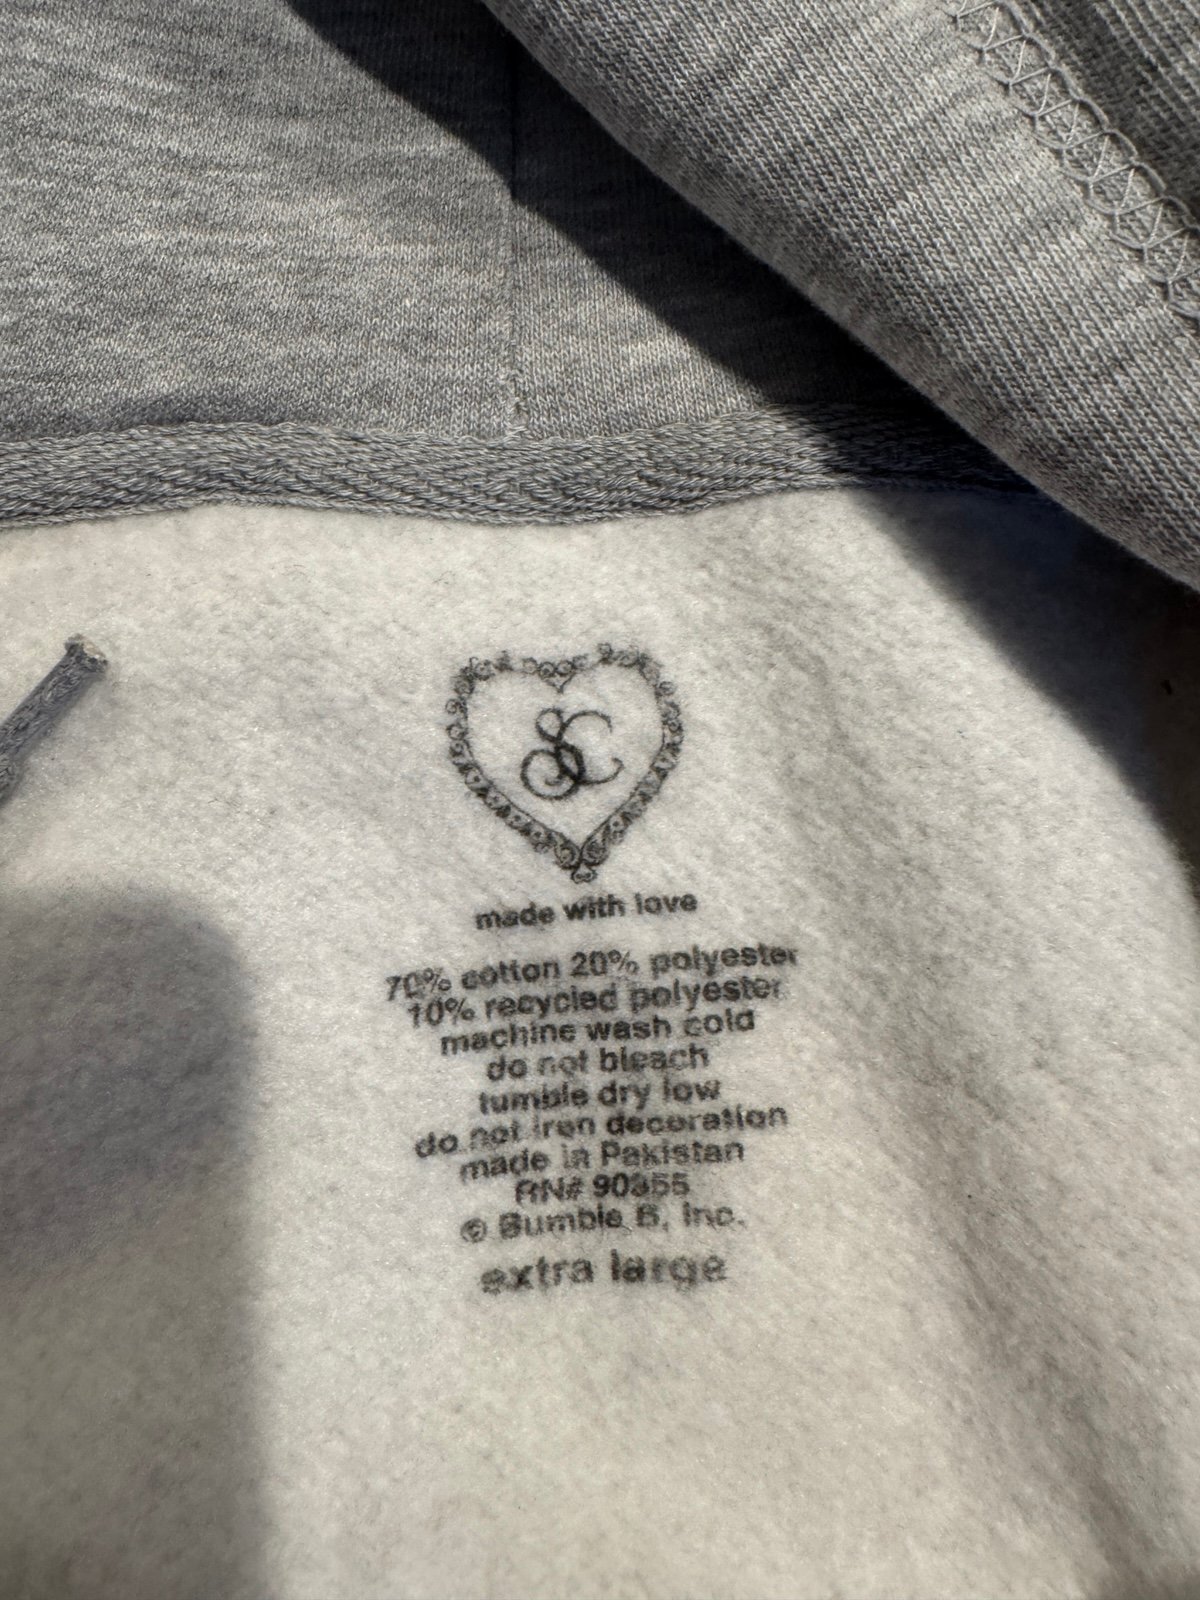 SC
made with love
70% cotton 20% polyester
10% recycled polyester
machine wash cold
do not bleach
tumble dry low
do not iron decoration
made in Pakistan
RN# 90355
© Bumble B, Inc.
extra large